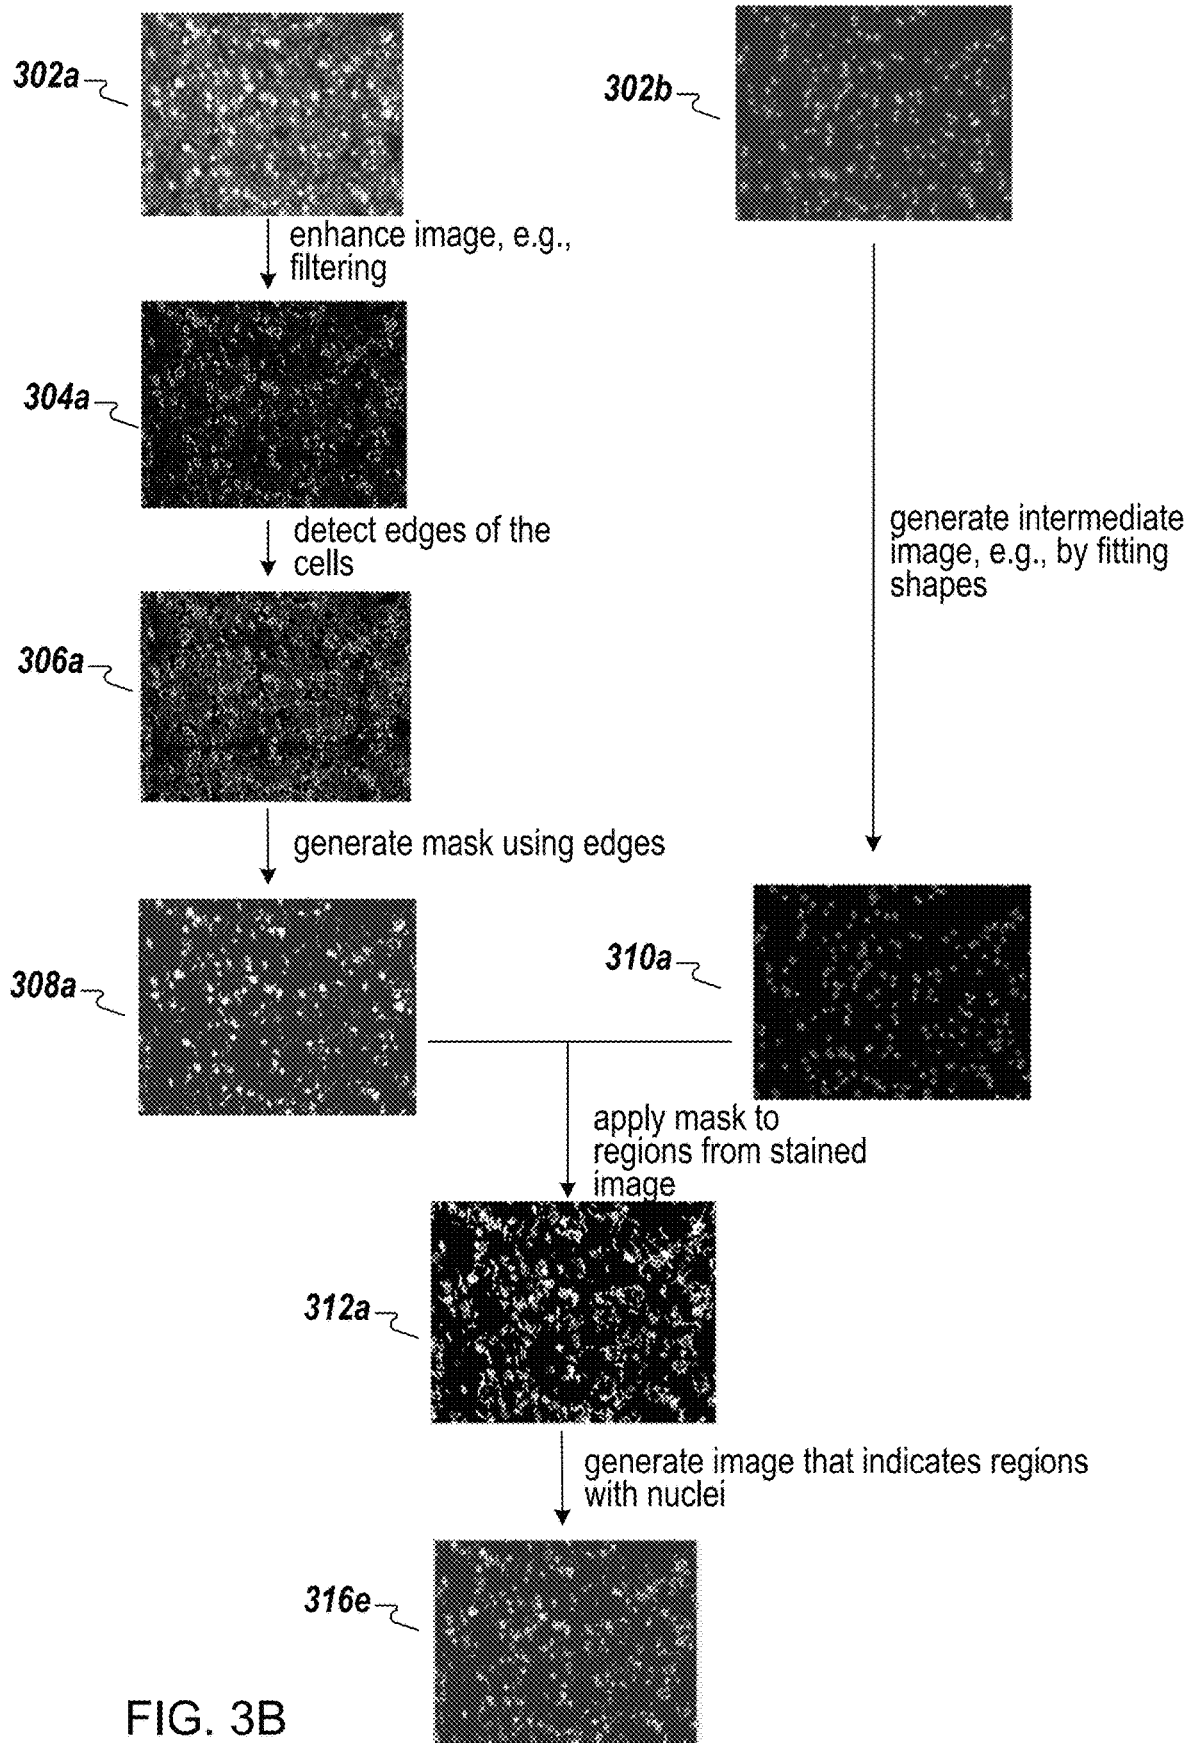 302a
302b
enhance image, e.g.,
filtering
304a
detect edges of the
cells
generate intermediate
image, e.g., by fitting
shapes
306a
generate mask using edges
308a
310a
apply mask to
regions from stained
image
312a
generate image that indicates regions
with nuclei
316e
FIG. 3B